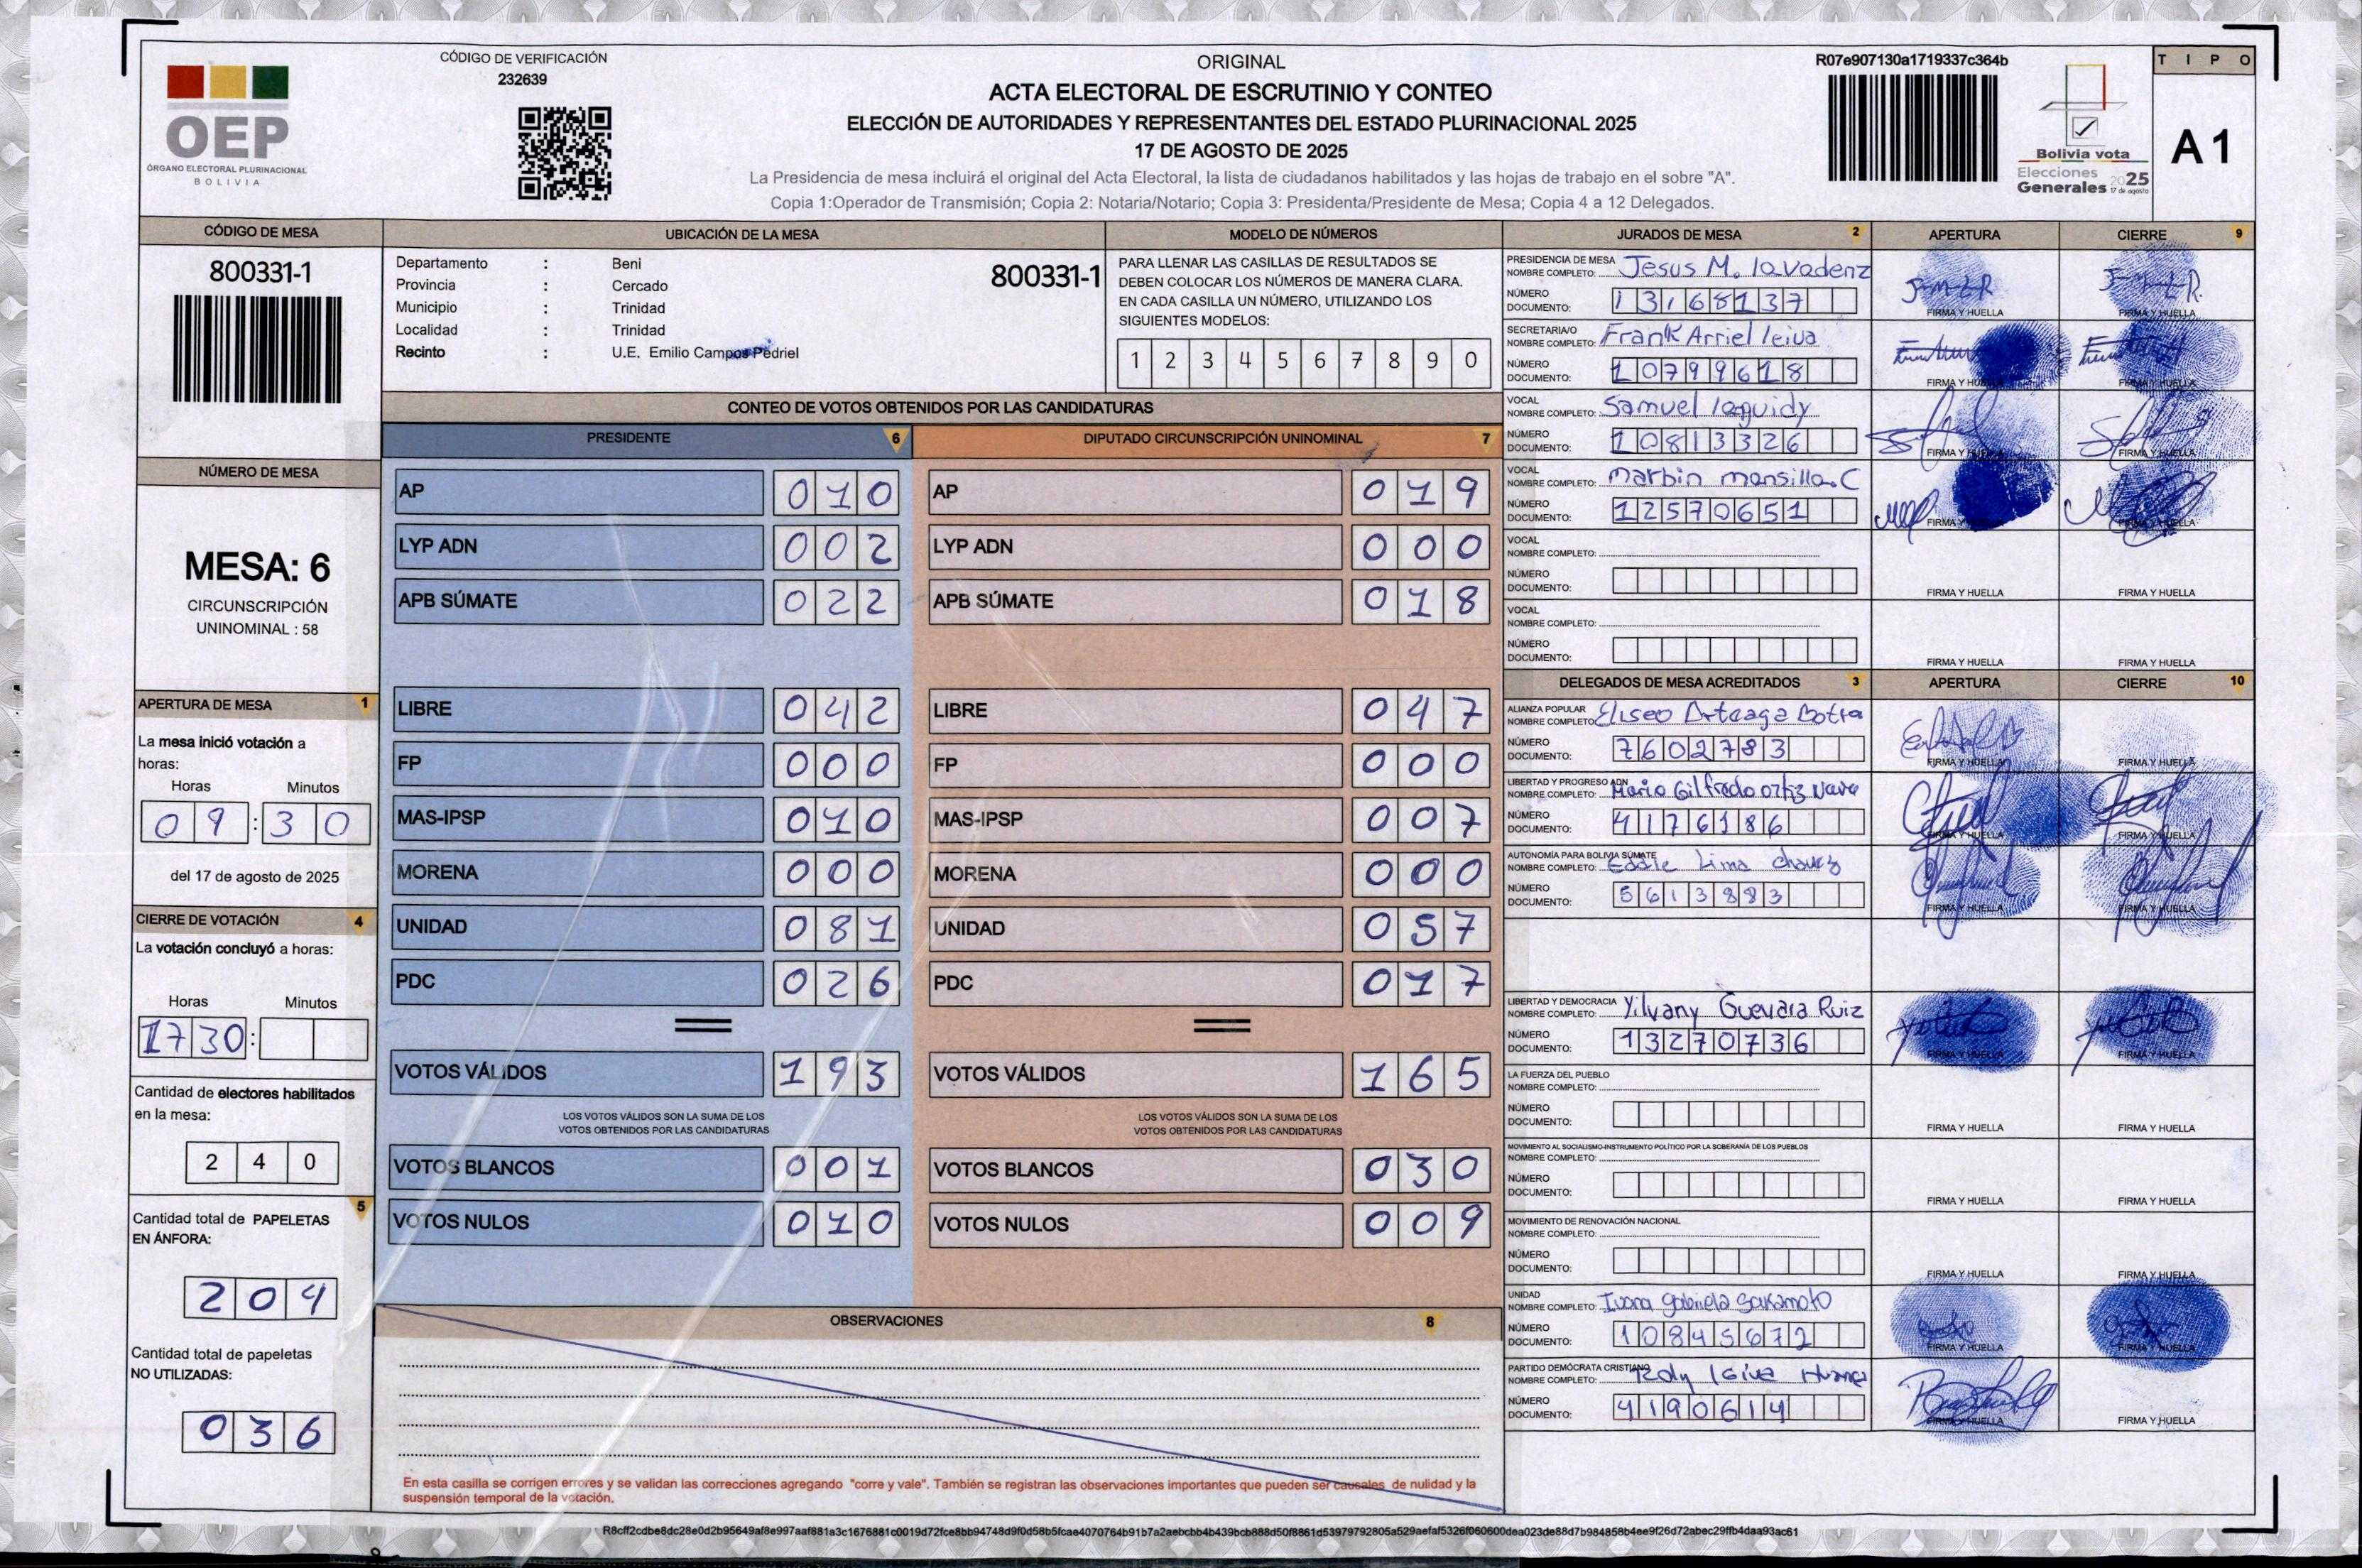 CÓDIGO DE VERIFICACIÓN
232639
OEP
ÓRGANO ELECTORAL PLURINACIONAL
BOLIVIA
ORIGINAL
ACTA ELECTORAL DE ESCRUTINIO Y CONTEO
ELECCIÓN DE AUTORIDADES Y REPRESENTANTES DEL ESTADO PLURINACIONAL 2025
17 DE AGOSTO DE 2025
La Presidencia de mesa incluirá el original del Acta Electoral, la lista de ciudadanos habilitados y las hojas de trabajo en el sobre "A".
Copia 1:Operador de Transmisión; Copia 2: Notaria/Notario; Copia 3: Presidenta/Presidente de Mesa; Copia 4 a 12 Delegados.
R07e907130a1719337c364b
Bolivia vota
Elecciones
Generales 2025
17 de agosto
TIPO
A1
CÓDIGO DE MESA
800331-1
NÚMERO DE MESA
MESA: 6
CIRCUNSCRIPCIÓN
UNINOMINAL : 58
APERTURA DE MESA 1
La mesa inició votación a
horas:
Horas Minutos
09:30
del 17 de agosto de 2025
CIERRE DE VOTACIÓN 4
La votación concluyó a horas:
Horas Minutos
1730:
Cantidad de electores habilitados
en la mesa:
240
5
Cantidad total de PAPELETAS
EN ÁNFORA:
204
Cantidad total de papeletas
NO UTILIZADAS:
036
UBICACIÓN DE LA MESA
Departamento : Beni
800331-1
Provincia : Cercado
Municipio : Trinidad
Localidad : Trinidad
Recinto : U.E. Emilio Campos Pedriel
MODELO DE NÚMEROS
PARA LLENAR LAS CASILLAS DE RESULTADOS SE
DEBEN COLOCAR LOS NÚMEROS DE MANERA CLARA.
EN CADA CASILLA UN NÚMERO, UTILIZANDO LOS
SIGUIENTES MODELOS:
1 2 3 4 5 6 7 8 9 0
CONTEO DE VOTOS OBTENIDOS POR LAS CANDIDATURAS
PRESIDENTE 6 DIPUTADO CIRCUNSCRIPCIÓN UNINOMINAL 7
AP 010 AP 019
LYP ADN 002 LYP ADN 000
APB SÚMATE 022 APB SÚMATE 018
LIBRE 042 LIBRE 047
FP 000 FP 000
MAS-IPSP 010 MAS-IPSP 007
MORENA 000 MORENA 000
UNIDAD 081 UNIDAD 057
PDC 026 PDC 017
= =
VOTOS VÁLIDOS 193 VOTOS VÁLIDOS 165
LOS VOTOS VÁLIDOS SON LA SUMA DE LOS LOS VOTOS VÁLIDOS SON LA SUMA DE LOS
VOTOS OBTENIDOS POR LAS CANDIDATURAS VOTOS OBTENIDOS POR LAS CANDIDATURAS
VOTOS BLANCOS 001 VOTOS BLANCOS 030
VOTOS NULOS 010 VOTOS NULOS 009
OBSERVACIONES 8
En esta casilla se corrigen errores y se validan las correcciones agregando "corre y vale". También se registran las observaciones importantes que pueden ser causales de nulidad y la
suspensión temporal de la votación.
JURADOS DE MESA 2 APERTURA CIERRE 9
PRESIDENCIA DE MESA
NOMBRE COMPLETO: Jesus M. lavadenz
NÚMERO
DOCUMENTO: 13168137
FIRMA Y HUELLA FIRMA Y HUELLA
SECRETARIA/O
NOMBRE COMPLETO: Frank Arriel leiva
NÚMERO
DOCUMENTO: 10799618
FIRMA Y HUELLA FIRMA Y HUELLA
VOCAL
NOMBRE COMPLETO: Samuel laguidy
NÚMERO
DOCUMENTO: 10813326
FIRMA Y HUELLA FIRMA Y HUELLA
VOCAL
NOMBRE COMPLETO: Marbin mansilla.C
NÚMERO
DOCUMENTO: 12570651
FIRMA Y HUELLA FIRMA Y HUELLA
VOCAL
NOMBRE COMPLETO:
NÚMERO
DOCUMENTO:
FIRMA Y HUELLA FIRMA Y HUELLA
VOCAL
NOMBRE COMPLETO:
NÚMERO
DOCUMENTO:
FIRMA Y HUELLA FIRMA Y HUELLA
DELEGADOS DE MESA ACREDITADOS 3 APERTURA CIERRE 10
ALIANZA POPULAR
NOMBRE COMPLETO: Eliseo Arteaga
NÚMERO
DOCUMENTO: 7602783
FIRMA Y HUELLA FIRMA Y HUELLA
LIBERTAD Y PROGRESO ADN
NOMBRE COMPLETO: Mario Gilfredo Ortiz Nava
NÚMERO
DOCUMENTO: 4176186
FIRMA Y HUELLA FIRMA Y HUELLA
AUTONOMÍA PARA BOLIVIA SÚMATE
NOMBRE COMPLETO: Eddie Lima Chavez
NÚMERO
DOCUMENTO: 5613883
FIRMA Y HUELLA FIRMA Y HUELLA
LIBERTAD Y DEMOCRACIA
NOMBRE COMPLETO: Yilvany Guevara Ruiz
NÚMERO
DOCUMENTO: 13270736
FIRMA Y HUELLA FIRMA Y HUELLA
LA FUERZA DEL PUEBLO
NOMBRE COMPLETO:
NÚMERO
DOCUMENTO:
FIRMA Y HUELLA FIRMA Y HUELLA
MOVIMIENTO AL SOCIALISMO-INSTRUMENTO POLÍTICO POR LA SOBERANÍA DE LOS PUEBLOS
NOMBRE COMPLETO:
NÚMERO
DOCUMENTO:
FIRMA Y HUELLA FIRMA Y HUELLA
MOVIMIENTO DE RENOVACIÓN NACIONAL
NOMBRE COMPLETO:
NÚMERO
DOCUMENTO:
FIRMA Y HUELLA FIRMA Y HUELLA
UNIDAD
NOMBRE COMPLETO: Ivana gabriela Sakamoto
NÚMERO
DOCUMENTO: 10845672
FIRMA Y HUELLA FIRMA Y HUELLA
PARTIDO DEMÓCRATA CRISTIANO
NOMBRE COMPLETO: leiva
NÚMERO
DOCUMENTO: 4190614
FIRMA Y HUELLA FIRMA Y HUELLA